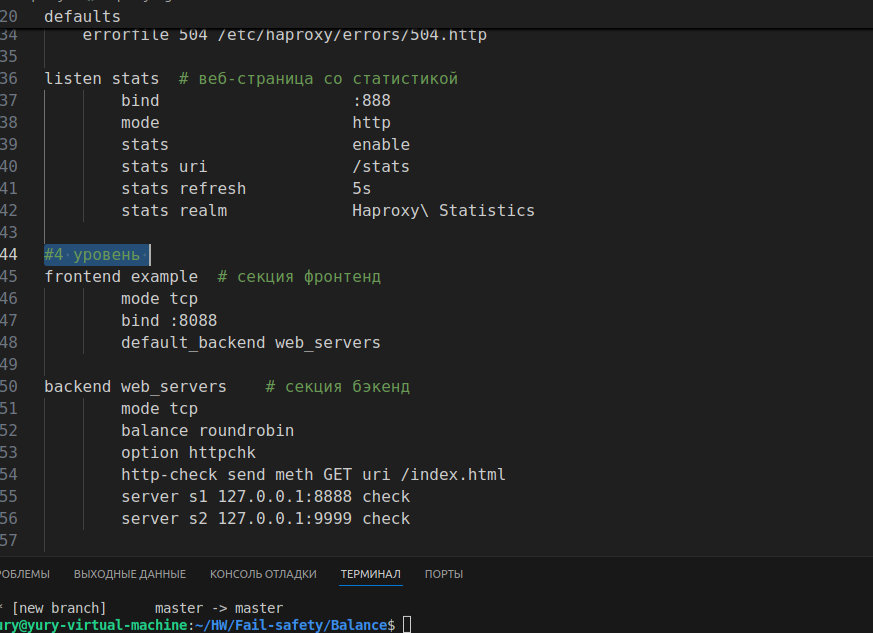 20 defaults
34 errorfile 504 /etc/haproxy/errors/504.http
35
36 listen stats  # веб-страница со статистикой
37 bind :888
38 mode http
39 stats enable
40 stats uri /stats
41 stats refresh 5s
42 stats realm Haproxy\ Statistics
43
44 #4 уровень
45 frontend example  # секция фронтенд
46 mode tcp
47 bind :8088
48 default_backend web_servers
49
50 backend web_servers    # секция бэкенд
51 mode tcp
52 balance roundrobin
53 option httpchk
54 http-check send meth GET uri /index.html
55 server s1 127.0.0.1:8888 check
56 server s2 127.0.0.1:9999 check
57
РОБЛЕМЫ ВЫХОДНЫЕ ДАННЫЕ КОНСОЛЬ ОТЛАДКИ ТЕРМИНАЛ ПОРТЫ
* [new branch]      master -> master
ury@yury-virtual-machine:~/HW/Fail-safety/Balance$